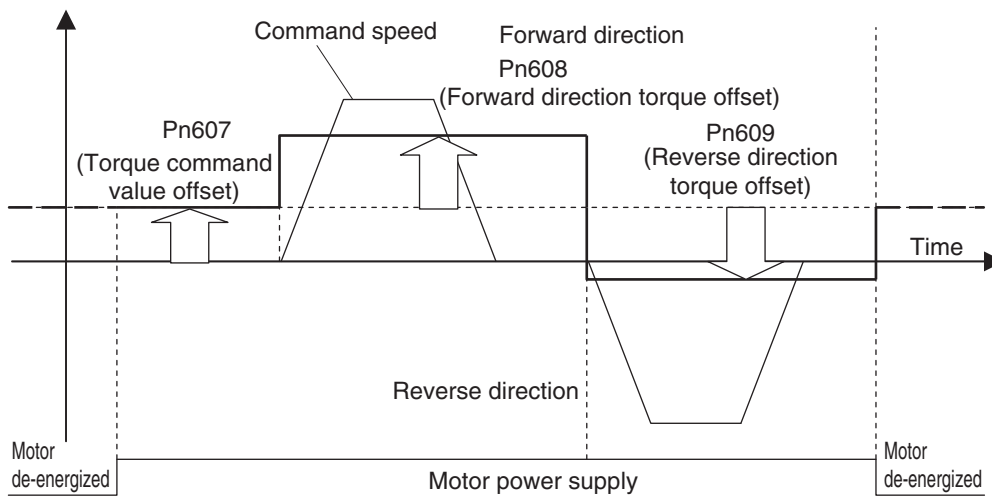 Command speed
Forward direction
Pn608
(Forward direction torque offset)
Pn607
(Torque command
value offset)
Pn609
(Reverse direction
torque offset)
Time
Reverse direction
Motor
de-energized
Motor power supply
Motor
de-energized